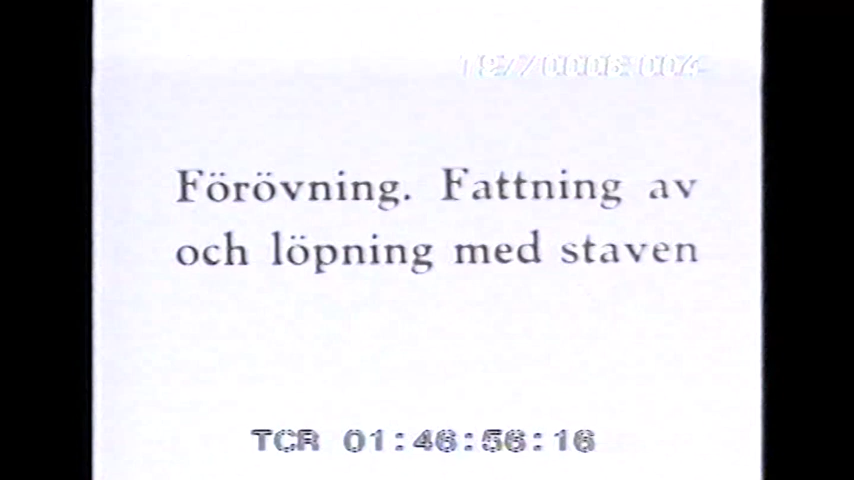 Förövning. Fattning av
och löpning med staven
TCR 01:46:56:16